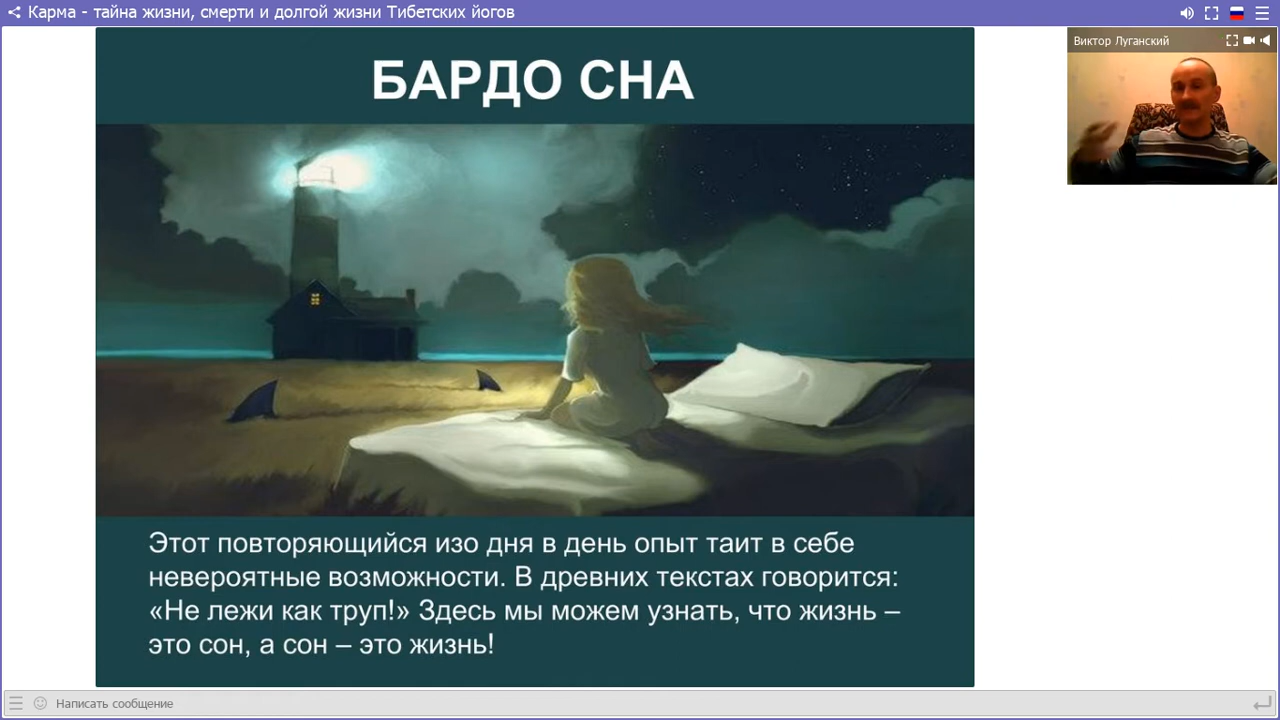 Карма - тайна жизни, смерти и долгой жизни Тибетских йогов
Виктор Луганский
БАРДО СНА
Этот повторяющийся изо дня в день опыт таит в себе
невероятные возможности. В древних текстах говорится:
«Не лежи как труп!» Здесь мы можем узнать, что жизнь –
это сон, а сон – это жизнь!
Написать сообщение